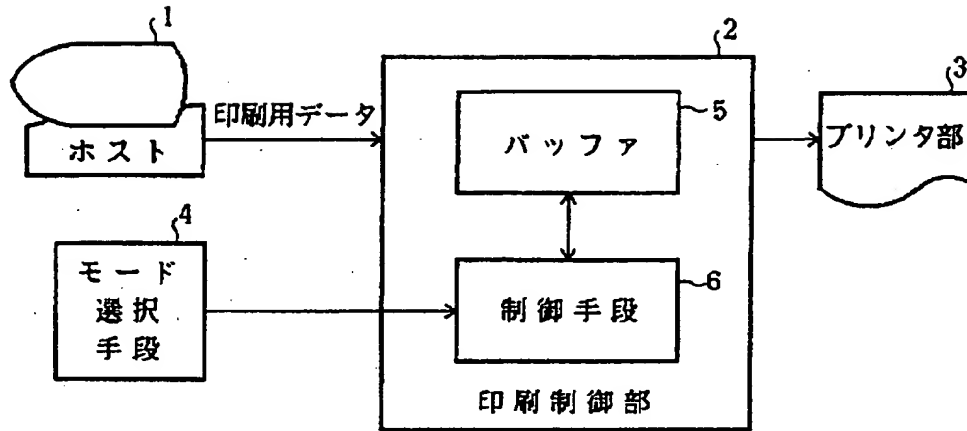 1
ホスト
印刷用データ
2
5
バッファ
3
プリンタ部
4
モード
選択
手段
6
制御手段
印刷制御部